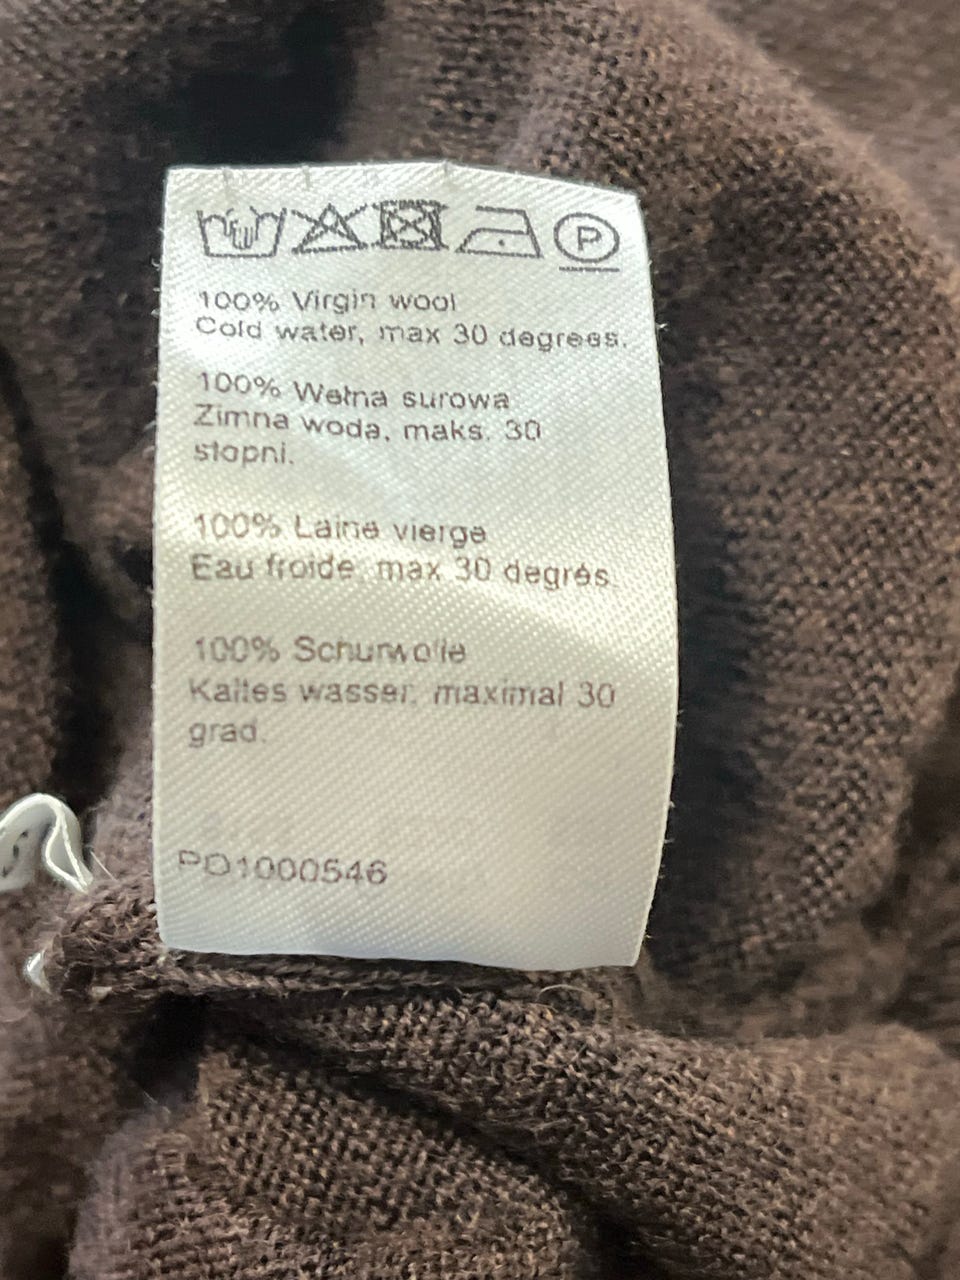 P
100% Virgin wool
Cold water, max 30 degrees.
100% Wełna surowa
Zimna woda, maks. 30
stopni.
100% Laine vierge
Eau froide, max 30 degrés.
100% Schurwolle
Kaltes wasser, maximal 30
grad.
PO1000546